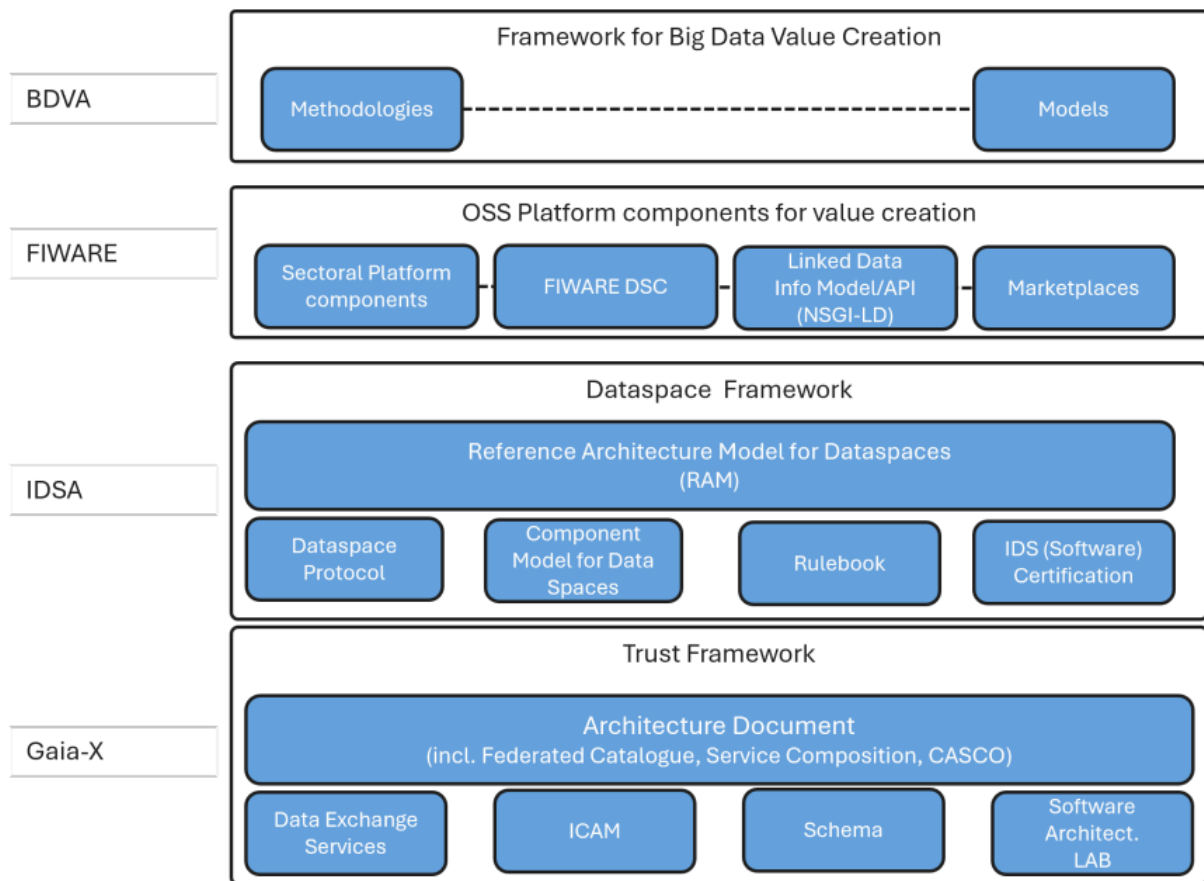 Framework for Big Data Value Creation
BDVA
Methodologies
Models
OSS Platform components for value creation
FIWARE
Sectoral Platform
components
FIWARE DSC
Linked Data
Info Model/API
(NSGI-LD)
Marketplaces
Dataspace Framework
Reference Architecture Model for Dataspaces
(RAM)
IDSA
Dataspace
Protocol
Component
Model for Data
Spaces
Rulebook
IDS (Software)
Certification
Trust Framework
Architecture Document
(incl. Federated Catalogue, Service Composition, CASCO)
Gaia-X
Data Exchange
Services
ICAM
Schema
Software
Architect.
LAB